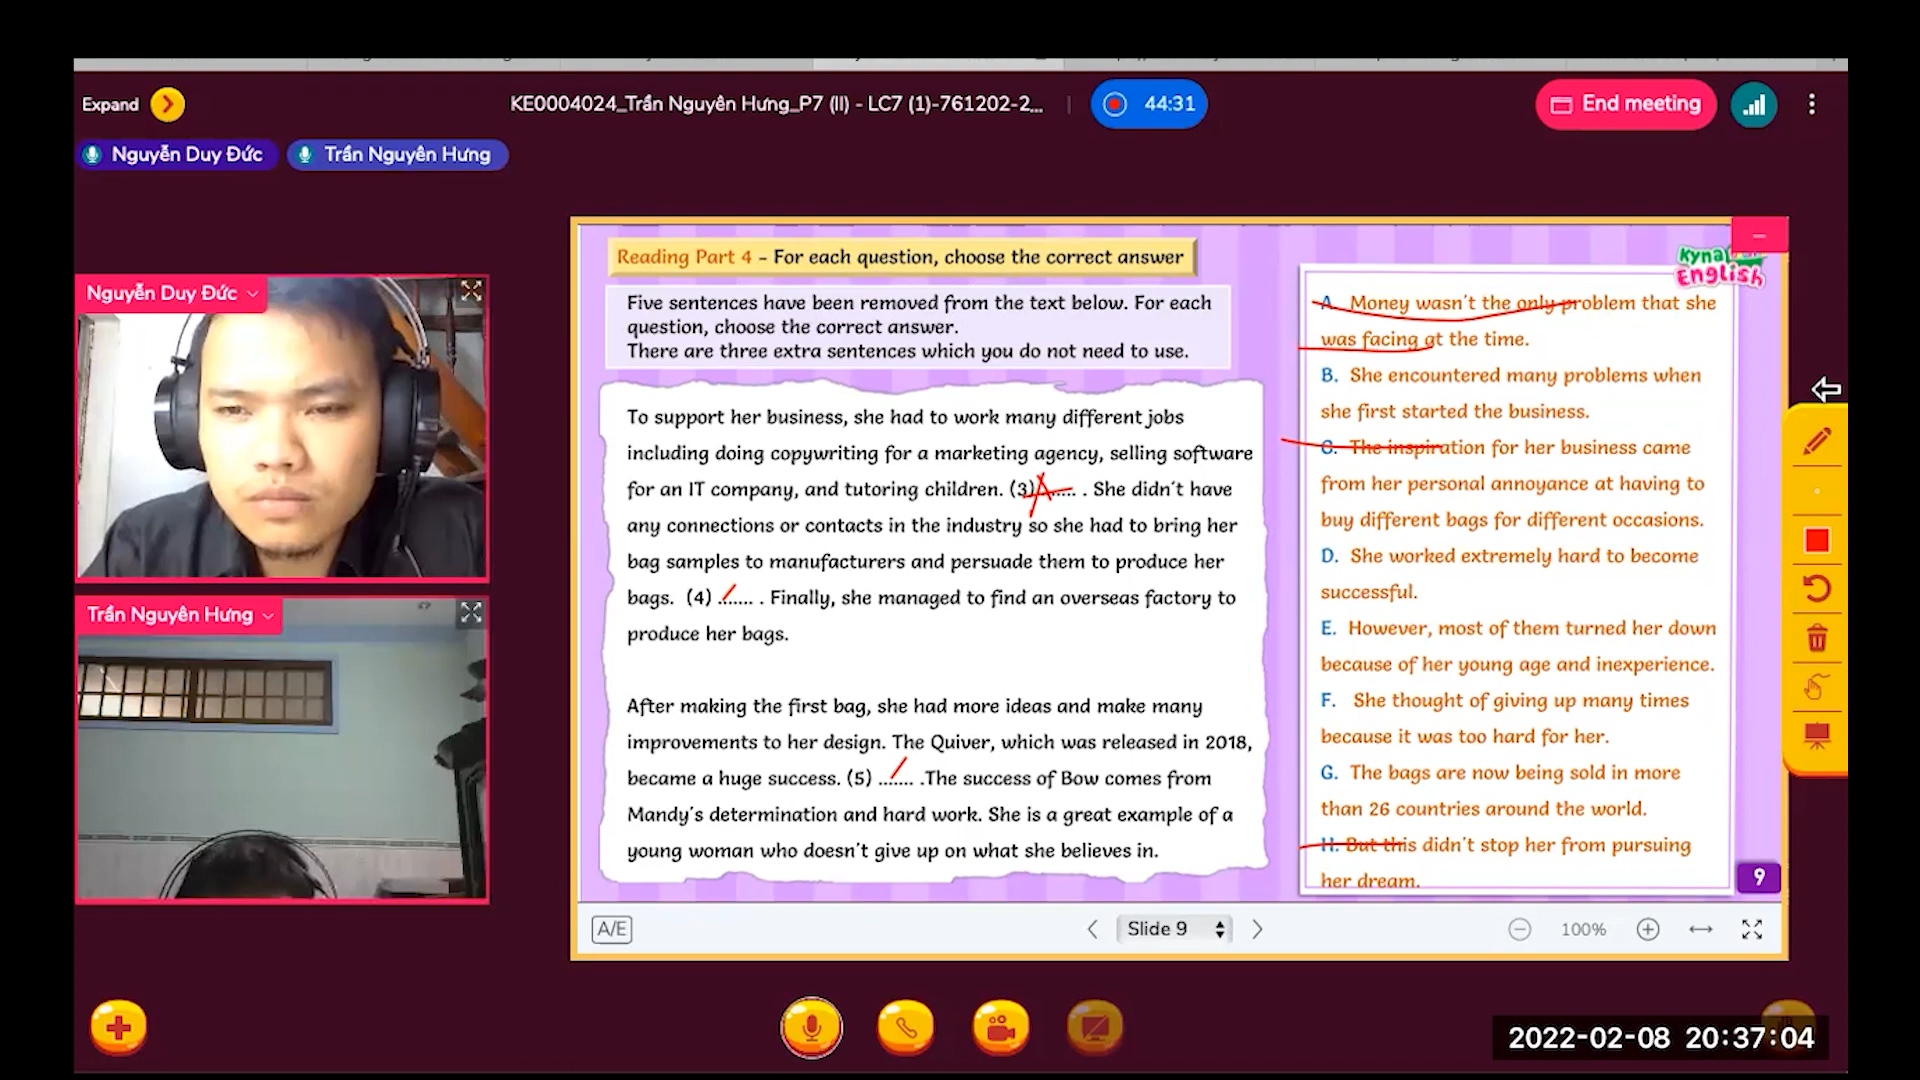 Expand
KE0004024_Trần Nguyên Hưng_P7 (II) - LC7 (1)-761202-2...
44:31
End meeting
Nguyễn Duy Đức
Trần Nguyên Hưng
Nguyễn Duy Đức
Trần Nguyên Hưng
Reading Part 4 - For each question, choose the correct answer
Five sentences have been removed from the text below. For each
question, choose the correct answer.
There are three extra sentences which you do not need to use.
To support her business, she had to work many different jobs
including doing copywriting for a marketing agency, selling software
for an IT company, and tutoring children. (3) A ..... . She didn't have
any connections or contacts in the industry so she had to bring her
bag samples to manufacturers and persuade them to produce her
bags. (4) ....... . Finally, she managed to find an overseas factory to
produce her bags.
After making the first bag, she had more ideas and make many
improvements to her design. The Quiver, which was released in 2018,
became a huge success. (5) ....... .The success of Bow comes from
Mandy's determination and hard work. She is a great example of a
young woman who doesn't give up on what she believes in.
Kyna
English
A. Money wasn't the only problem that she
was facing at the time.
B. She encountered many problems when
she first started the business.
C. The inspiration for her business came
from her personal annoyance at having to
buy different bags for different occasions.
D. She worked extremely hard to become
successful.
E. However, most of them turned her down
because of her young age and inexperience.
F. She thought of giving up many times
because it was too hard for her.
G. The bags are now being sold in more
than 26 countries around the world.
H. But this didn't stop her from pursuing
her dream.
9
A/E
Slide 9
100%
2022-02-08 20:37:04